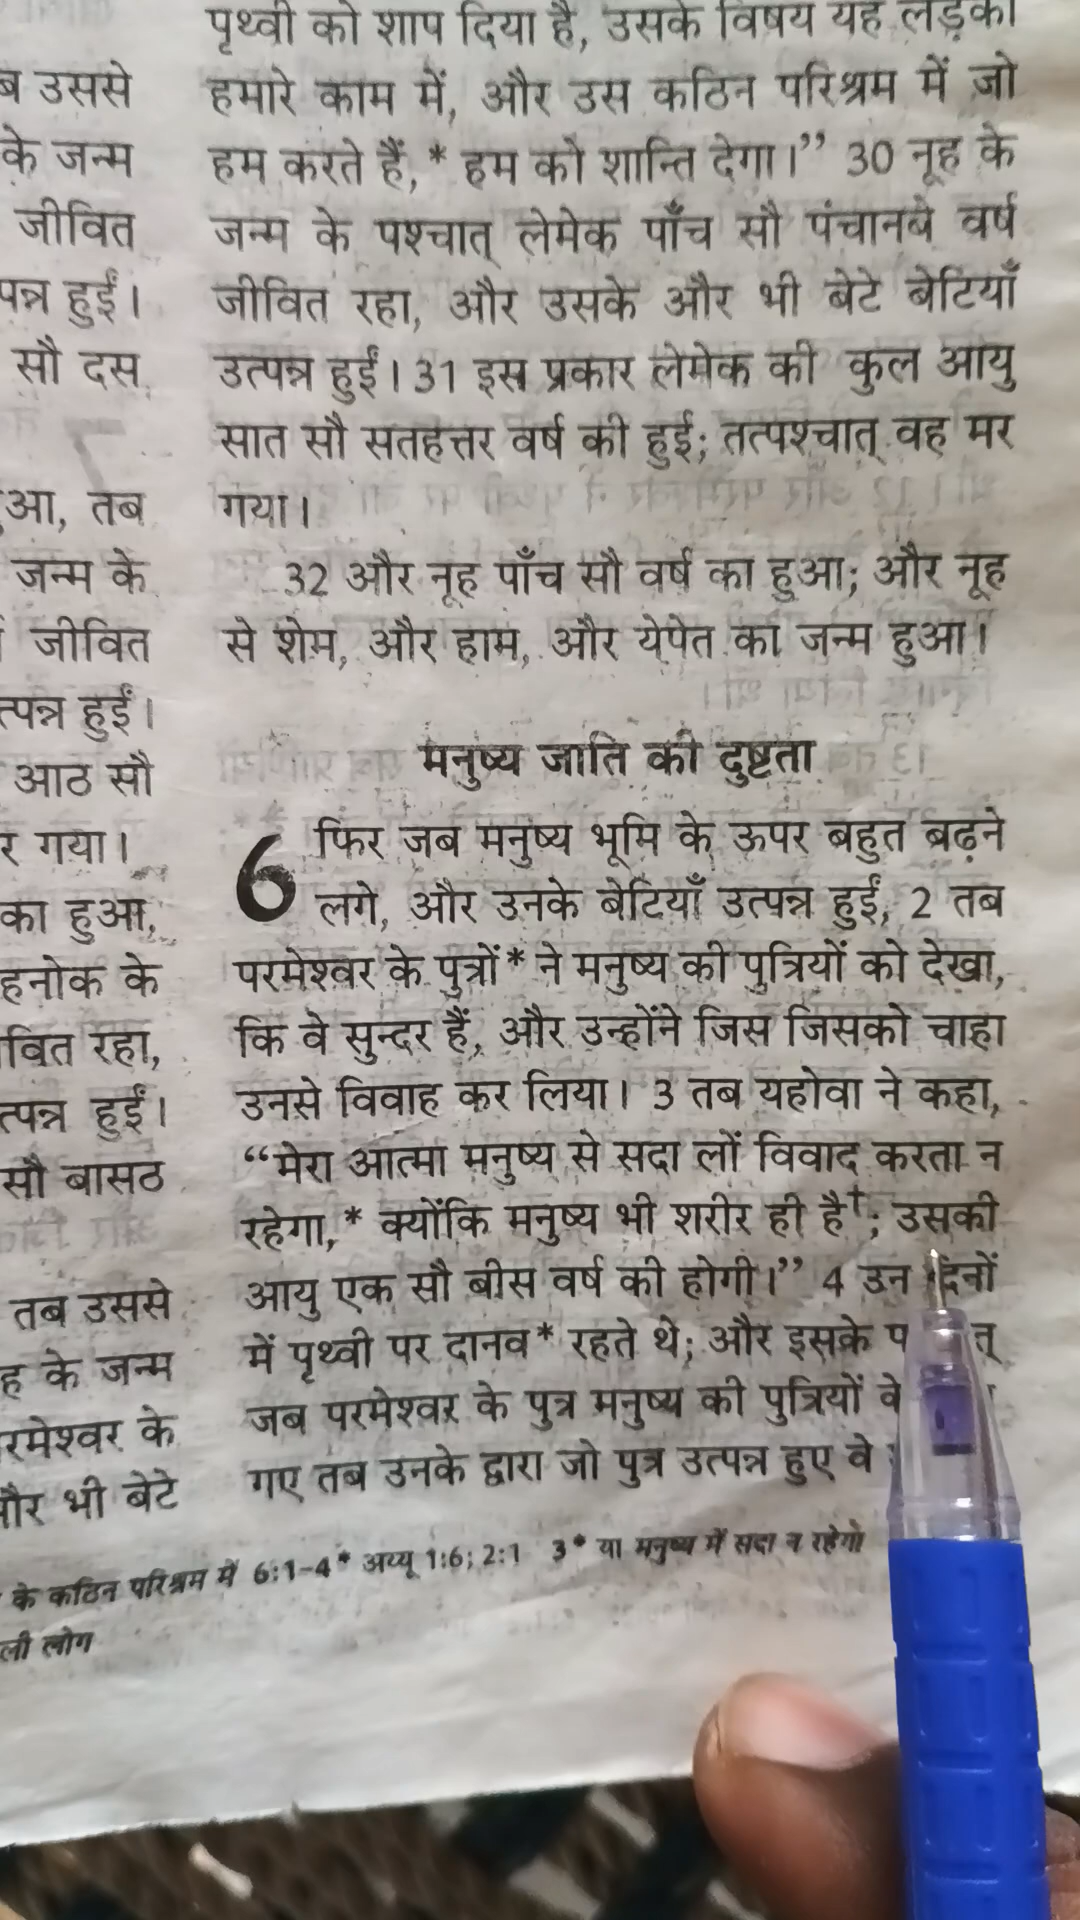 ब उससे
के जन्म
जीवित
पन्न हुईं।
सौ दस
आ, तब
जन्म के
जीवित
त्पन्न हुईं।
आठ सौ
र गया।
का हुआ,
हनोक के
वित रहा,
त्पन्न हुईं।
सौ बासठ
तब उससे
ह के जन्म
रमेश्वर के
और भी बेटे
पृथ्वी को शाप दिया है, उसके विषय यह लड़का
हमारे काम में, और उस कठिन परिश्रम में जो
हम करते हैं, * हम को शान्ति देगा।” 30 नूह के
जन्म के पश्चात् लेमेक पाँच सौ पंचानबे वर्ष
जीवित रहा, और उसके और भी बेटे बेटियाँ
उत्पन्न हुईं। 31 इस प्रकार लेमेक की कुल आयु
सात सौ सतहत्तर वर्ष की हुई; तत्पश्चात् वह मर
गया।
32 और नूह पाँच सौ वर्ष का हुआ; और नूह
से शेम, और हाम, और येपेत का जन्म हुआ।
मनुष्य जाति की दुष्टता
6 फिर जब मनुष्य भूमि के ऊपर बहुत बढ़ने
लगे, और उनके बेटियाँ उत्पन्न हुईं, 2 तब
परमेश्वर के पुत्रों* ने मनुष्य की पुत्रियों को देखा,
कि वे सुन्दर हैं, और उन्होंने जिस जिसको चाहा
उनसे विवाह कर लिया। 3 तब यहोवा ने कहा,
“मेरा आत्मा मनुष्य से सदा लों विवाद करता न
रहेगा,* क्योंकि मनुष्य भी शरीर ही है†; उसकी
आयु एक सौ बीस वर्ष की होगी।” 4 उन दिनों
में पृथ्वी पर दानव* रहते थे; और इसके
जब परमेश्वर के पुत्र मनुष्य की पुत्रियों
गए तब उनके द्वारा जो पुत्र उत्पन्न हुए वे
के कठिन परिश्रम में 6:1-4* अय्यू 1:6; 2:1 3* या मनुष्य में सदा न रहेगा
ली लोग